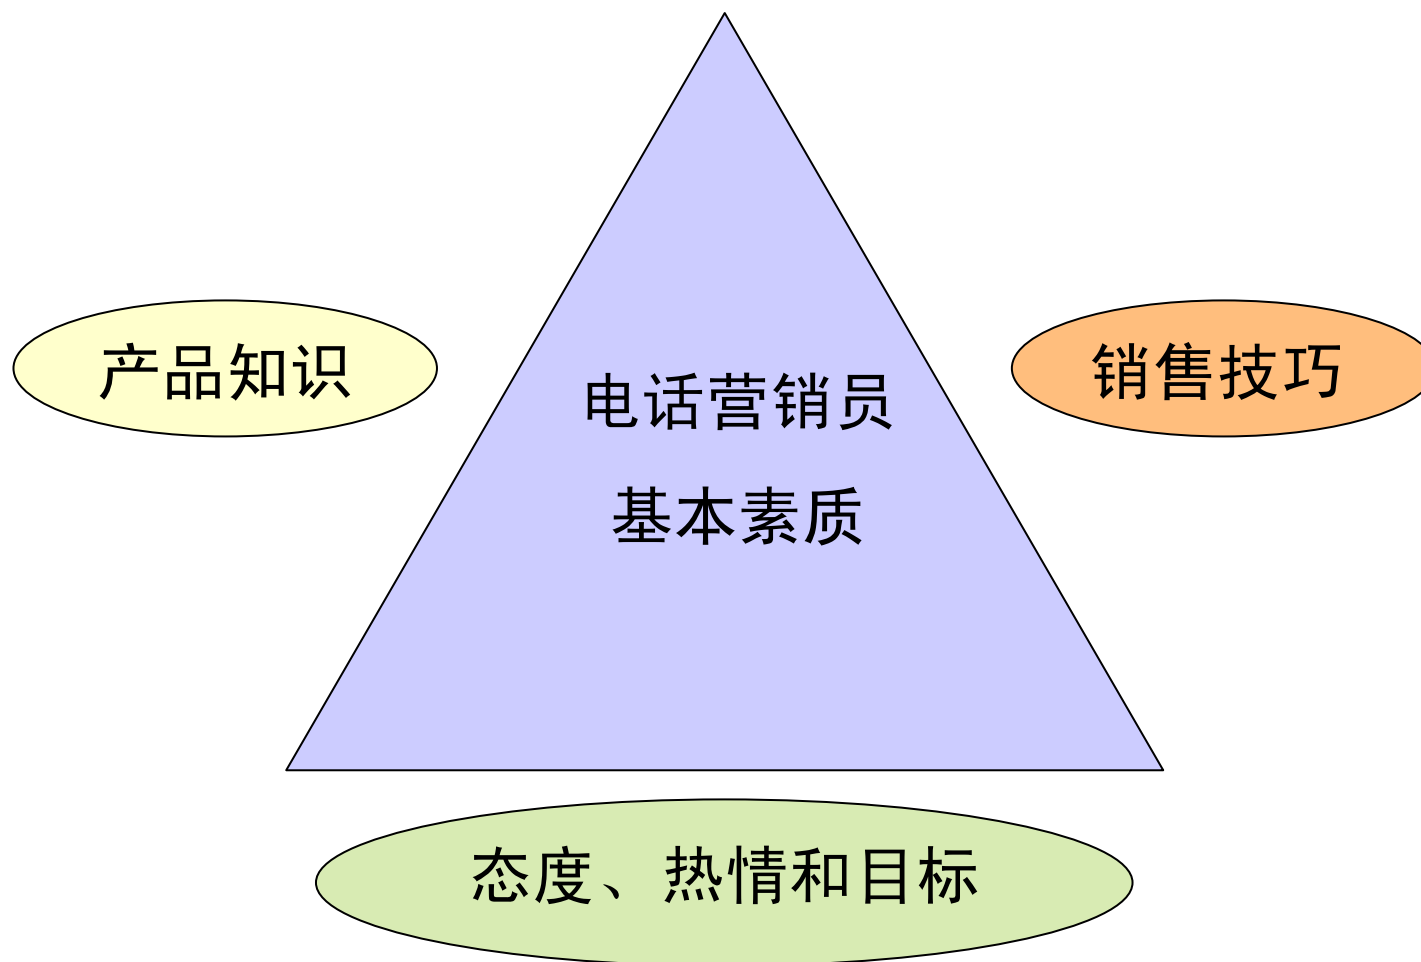 产品知识
销售技巧
电话营销员
基本素质
态度、热情和目标